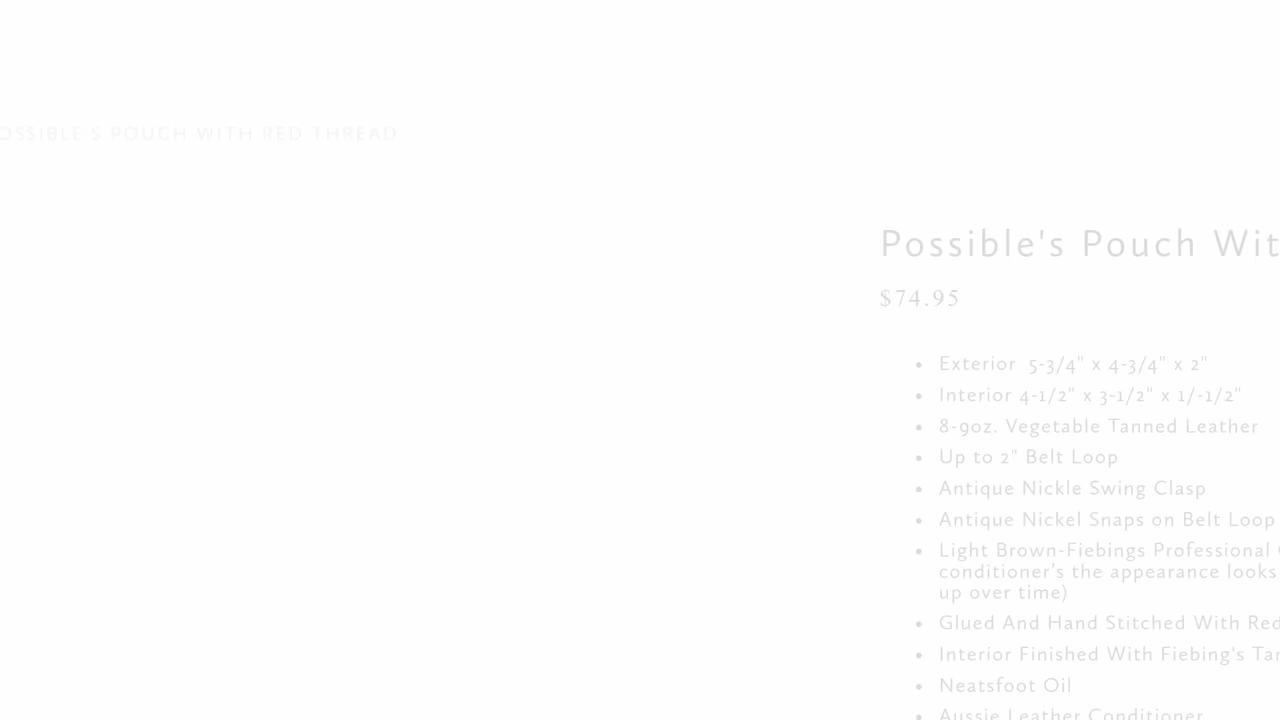 OSSIBLE S POUCH WITH RED THREAD
Possible's Pouch Wit
$74.95
• Exterior  5-3/4" x 4-3/4" x 2"
• Interior 4-1/2" x 3-1/2" x 1/-1/2"
• 8-9oz. Vegetable Tanned Leather
• Up to 2" Belt Loop
• Antique Nickle Swing Clasp
• Antique Nickel Snaps on Belt Loop
• Light Brown-Fiebings Professional
conditioner's the appearance looks
up over time)
• Glued And Hand Stitched With Red
• Interior Finished With Fiebing's Tan
• Neatsfoot Oil
• Aussie Leather Conditioner